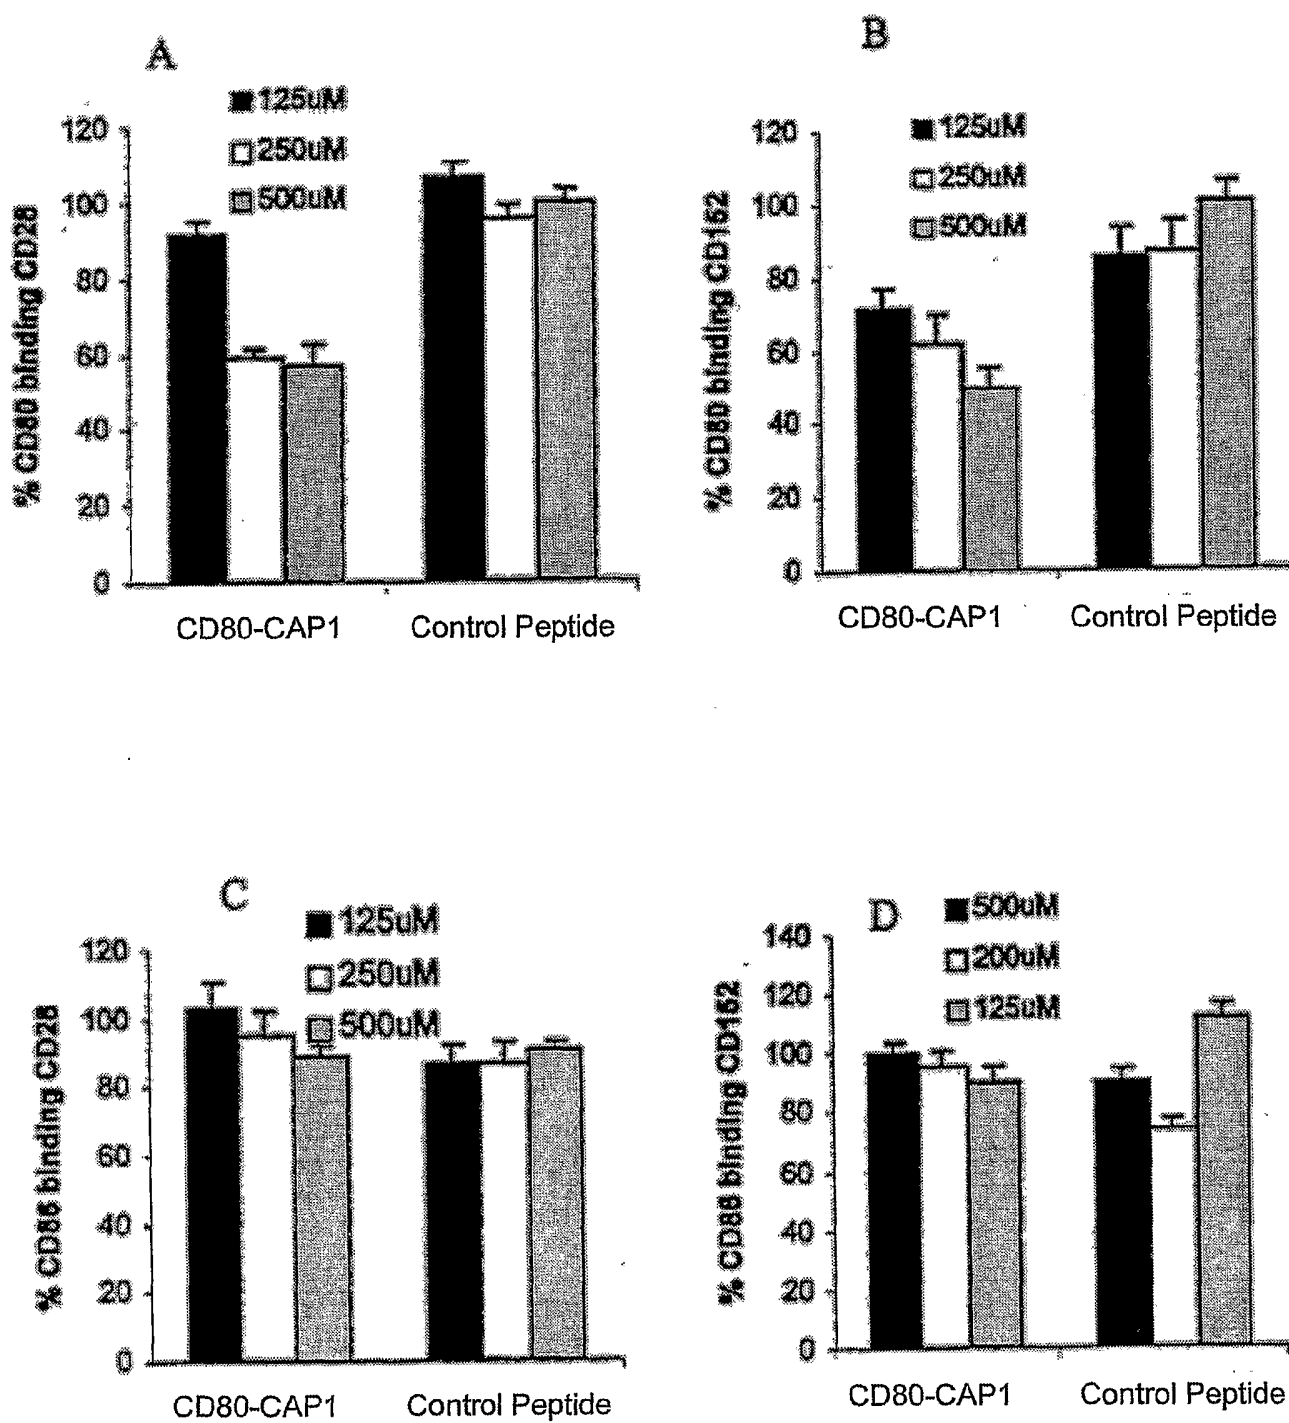 A
125uM
250uM
500uM
120
100
80
60
40
20
0
% CD80 binding CD28
CD80-CAP1
Control Peptide
B
125uM
250uM
500uM
120
100
80
60
40
20
0
% CD80 binding CD152
CD80-CAP1
Control Peptide
C
125uM
250uM
500uM
120
100
80
60
40
20
0
% CD86 binding CD28
CD80-CAP1
Control Peptide
D
500uM
200uM
125uM
140
120
100
80
60
40
20
0
% CD86 binding CD152
CD80-CAP1
Control Peptide